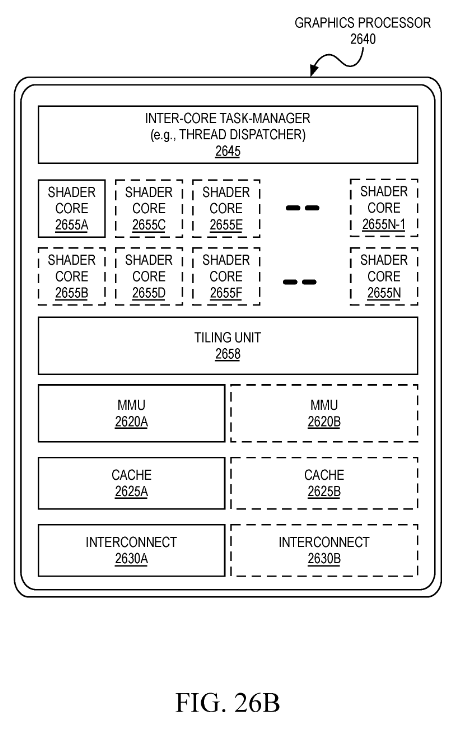 GRAPHICS PROCESSOR
2640
INTER-CORE TASK-MANAGER
(e.g., THREAD DISPATCHER)
2645
SHADER CORE 2655A
SHADER CORE 2655C
SHADER CORE 2655E
SHADER CORE 2655N-1
SHADER CORE 2655B
SHADER CORE 2655D
SHADER CORE 2655F
SHADER CORE 2655N
TILING UNIT
2658
MMU
2620A
MMU
2620B
CACHE
2625A
CACHE
2625B
INTERCONNECT
2630A
INTERCONNECT
2630B
FIG. 26B